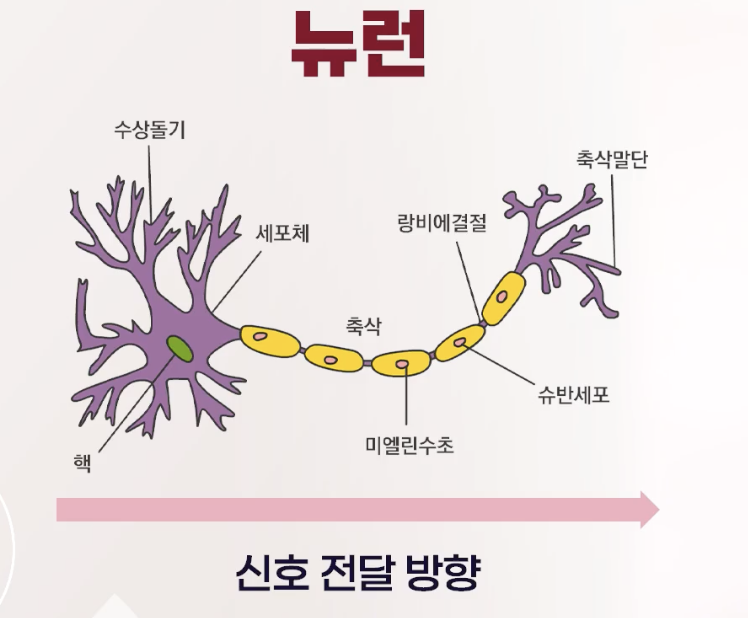 뉴런
수상돌기
축삭말단
세포체
랑비에결절
축삭
슈반세포
미엘린수초
핵
신호 전달 방향